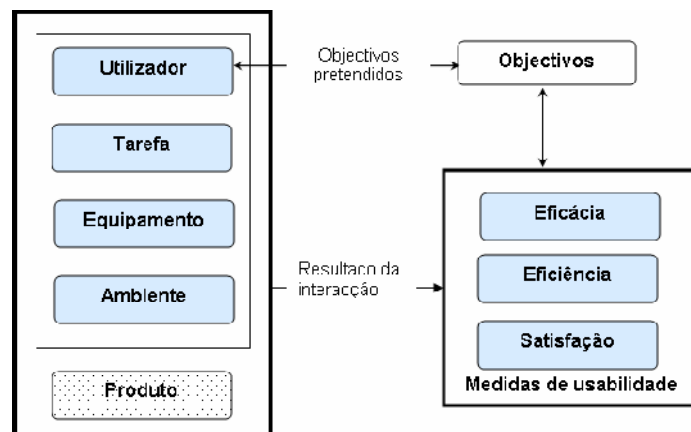 Utilizador
Tarefa
Equipamento
Ambiente
Produto
Objectivos
pretendidos
Resultaco da
interacção
Objectivos
Eficácia
Eficiência
Satisfação
Medidas de usabilidade